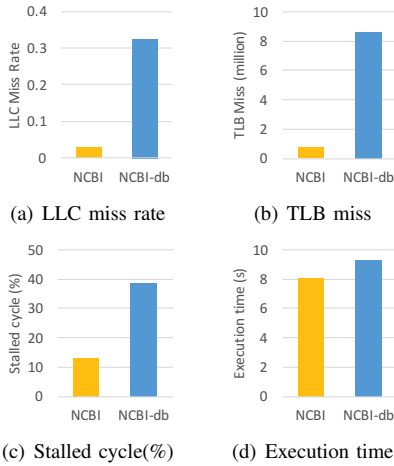 LLC Miss Rate
0.4
0.3
0.2
0.1
0
NCBI NCBI-db
(a) LLC miss rate
TLB Miss (million)
10
8
6
4
2
0
NCBI NCBI-db
(b) TLB miss
Stalled cycle (%)
50
40
30
20
10
0
NCBI NCBI-db
(c) Stalled cycle(%)
Execution time (s)
10
8
6
4
2
0
NCBI NCBI-db
(d) Execution time